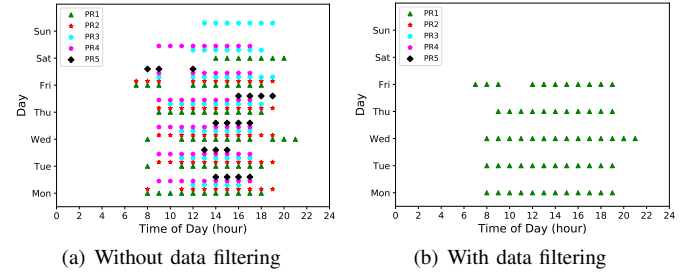 PR1
PR2
PR3
PR4
PR5
Sun
Sat
Fri
Thu
Wed
Tue
Mon
Day
0 2 4 6 8 10 12 14 16 18 20 22 24
Time of Day (hour)
(a) Without data filtering
PR1
PR2
PR3
PR4
PR5
Sun
Sat
Fri
Thu
Wed
Tue
Mon
Day
0 2 4 6 8 10 12 14 16 18 20 22 24
Time of Day (hour)
(b) With data filtering